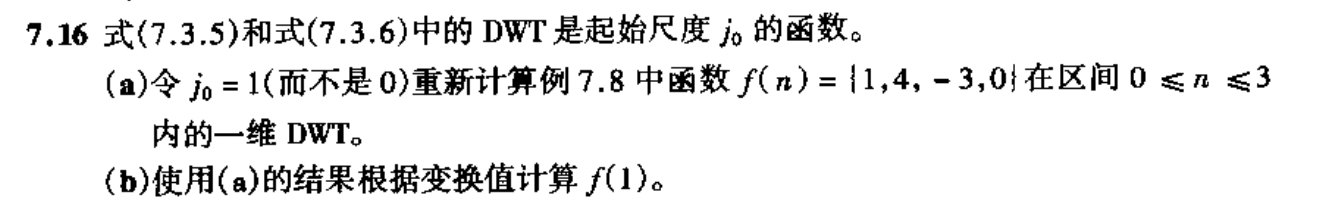 7.16 式(7.3.5)和式(7.3.6)中的 DWT 是起始尺度 j₀ 的函数。
(a)令 j₀ = 1(而不是 0)重新计算例 7.8 中函数 f(n) = {1,4, - 3,0}在区间 0 ≤ n ≤3
内的一维 DWT。
(b)使用(a)的结果根据变换值计算 f(1)。